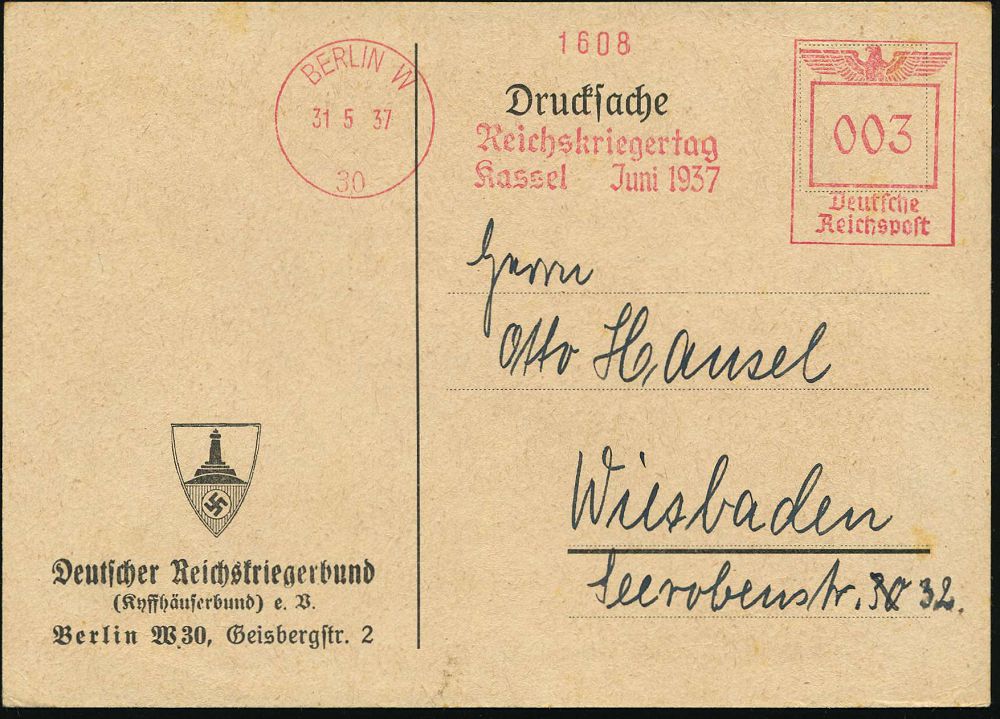 BERLIN W
31 5 37
30
1608
Drucksache
Reichskriegertag
Kassel Juni 1937
003
Deutsche
Reichspost
Herrn
Otto Hansel
Wiesbaden
Seerobenstr. 32.
Deutscher Reichskriegerbund
(Kyffhäuserbund) e. V.
Berlin W.30, Geisbergstr. 2